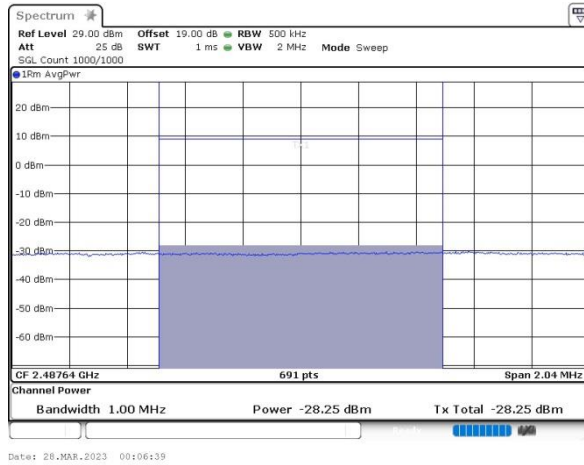 Spectrum
Ref Level 29.00 dBm Offset 19.00 dB RBW 500 kHz
Att 25 dB SWT 1 ms VBW 2 MHz Mode Sweep
SGL Count 1000/1000
1Rm AvgPwr
20 dBm
10 dBm
0 dBm
-10 dBm
-20 dBm
-30 dBm
-40 dBm
-50 dBm
-60 dBm
CF 2.48764 GHz 691 pts Span 2.04 MHz
Channel Power
Bandwidth 1.00 MHz Power -28.25 dBm Tx Total -28.25 dBm
Date: 28.MAR.2023 00:06:39